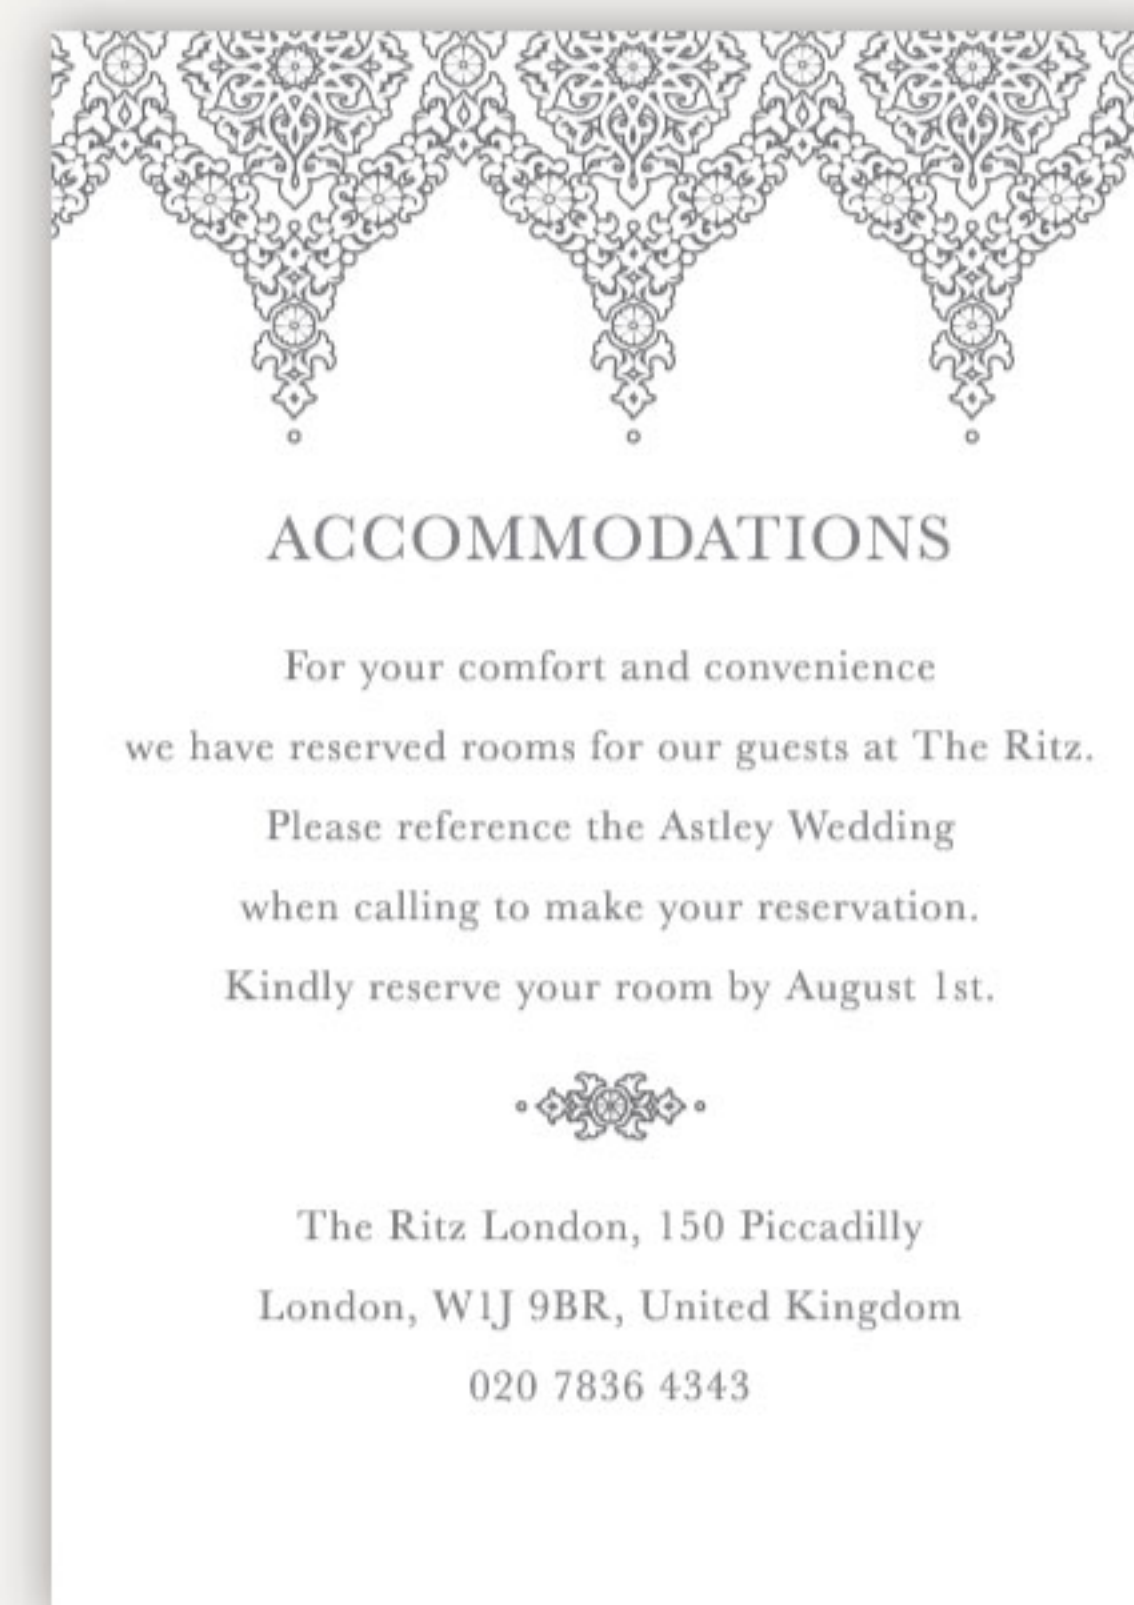 ACCOMMODATIONS
For your comfort and convenience
we have reserved rooms for our guests at The Ritz.
Please reference the Astley Wedding
when calling to make your reservation.
Kindly reserve your room by August 1st.
The Ritz London, 150 Piccadilly
London, W1J 9BR, United Kingdom
020 7836 4343